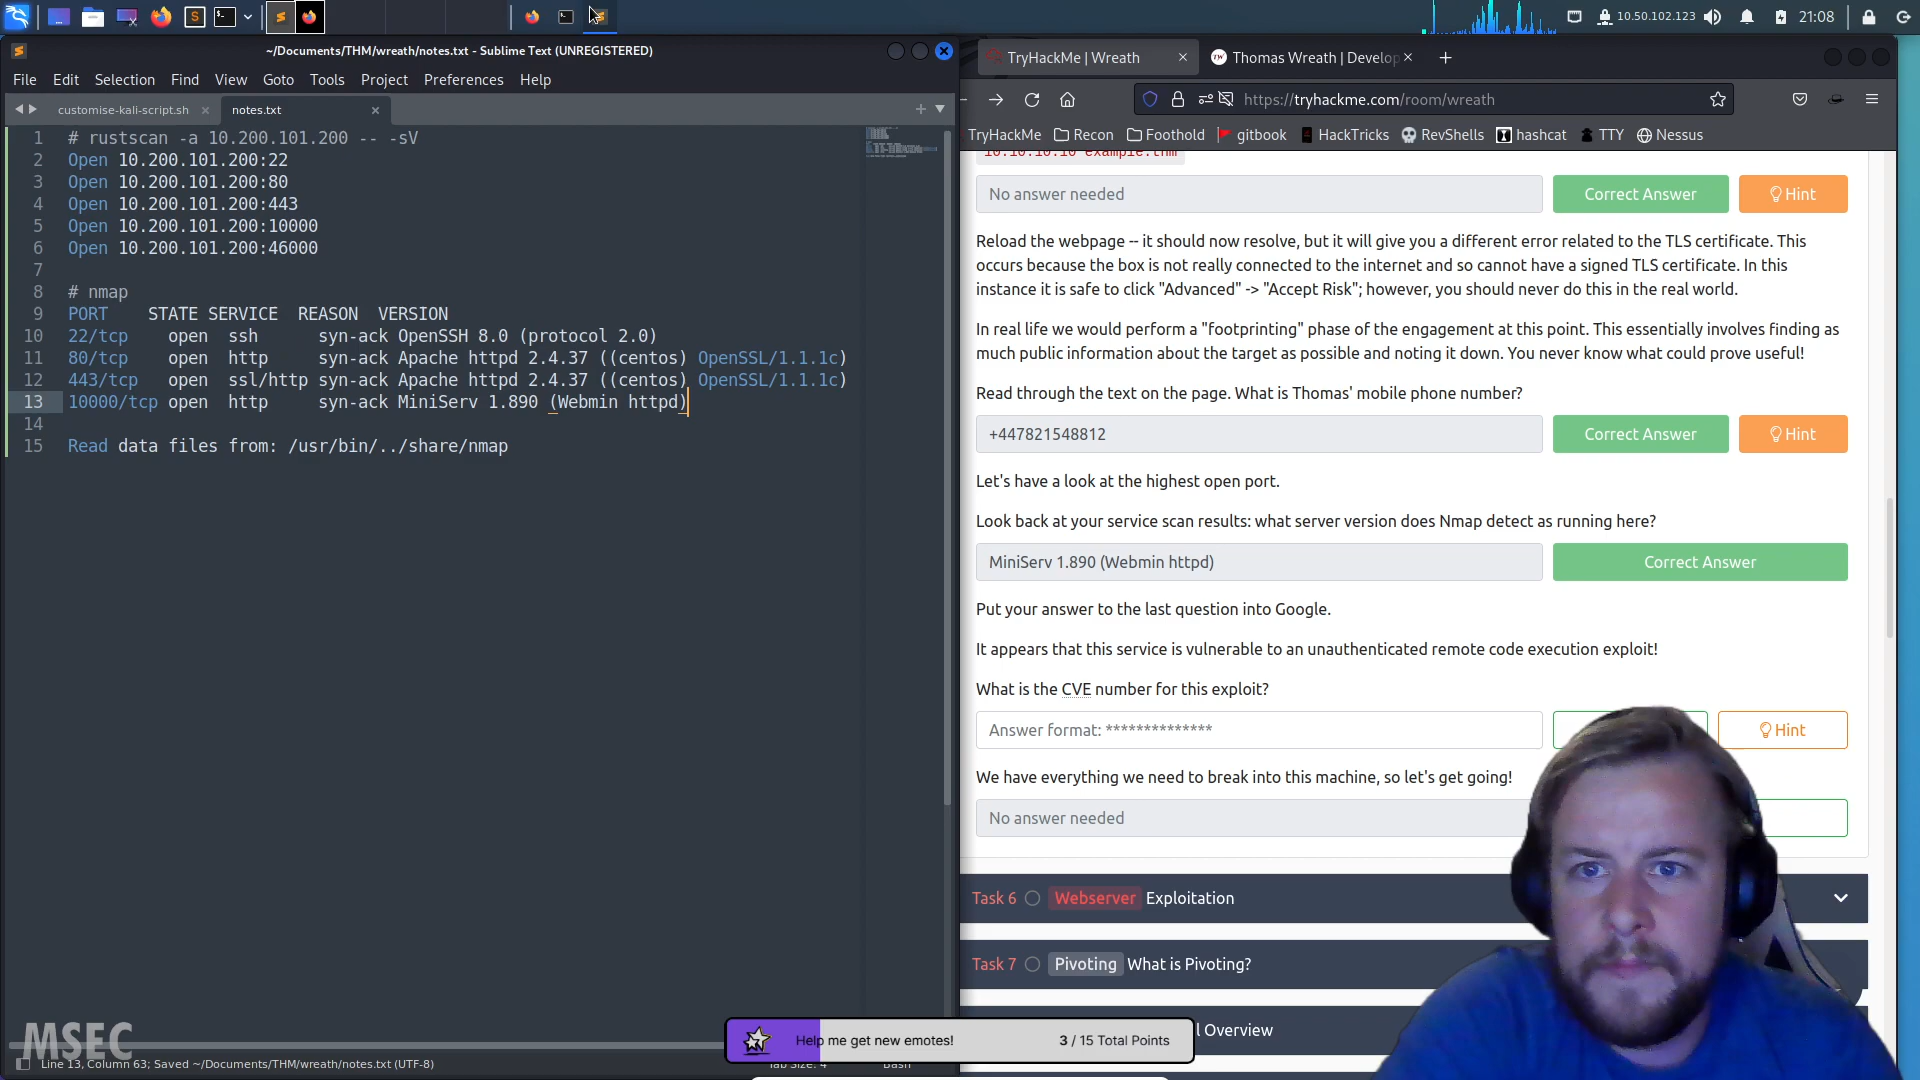 10.50.102.123
21:08
~/Documents/THM/wreath/notes.txt - Sublime Text (UNREGISTERED)
File Edit Selection Find View Goto Tools Project Preferences Help
customise-kali-script.sh
notes.txt
1 # rustscan -a 10.200.101.200 -- -sV
2 Open 10.200.101.200:22
3 Open 10.200.101.200:80
4 Open 10.200.101.200:443
5 Open 10.200.101.200:10000
6 Open 10.200.101.200:46000
7
8 # nmap
9 PORT STATE SERVICE REASON VERSION
10 22/tcp open ssh syn-ack OpenSSH 8.0 (protocol 2.0)
11 80/tcp open http syn-ack Apache httpd 2.4.37 ((centos) OpenSSL/1.1.1c)
12 443/tcp open ssl/http syn-ack Apache httpd 2.4.37 ((centos) OpenSSL/1.1.1c)
13 10000/tcp open http syn-ack MiniServ 1.890 (Webmin httpd)
14
15 Read data files from: /usr/bin/../share/nmap
MSEC
Line 13, Column 63; Saved ~/Documents/THM/wreath/notes.txt (UTF-8)
TryHackMe | Wreath
Thomas Wreath | Develop
https://tryhackme.com/room/wreath
TryHackMe Recon Foothold gitbook HackTricks RevShells hashcat TTY Nessus
10.10.10.10 example.thm
No answer needed
Correct Answer
Hint
Reload the webpage -- it should now resolve, but it will give you a different error related to the TLS certificate. This
occurs because the box is not really connected to the internet and so cannot have a signed TLS certificate. In this
instance it is safe to click "Advanced" -> "Accept Risk"; however, you should never do this in the real world.
In real life we would perform a "footprinting" phase of the engagement at this point. This essentially involves finding as
much public information about the target as possible and noting it down. You never know what could prove useful!
Read through the text on the page. What is Thomas' mobile phone number?
+447821548812
Correct Answer
Hint
Let's have a look at the highest open port.
Look back at your service scan results: what server version does Nmap detect as running here?
MiniServ 1.890 (Webmin httpd)
Correct Answer
Put your answer to the last question into Google.
It appears that this service is vulnerable to an unauthenticated remote code execution exploit!
What is the CVE number for this exploit?
Answer format: **************
Hint
We have everything we need to break into this machine, so let's get going!
No answer needed
Task 6 Webserver Exploitation
Task 7 Pivoting What is Pivoting?
l Overview
Help me get new emotes!
3 / 15 Total Points